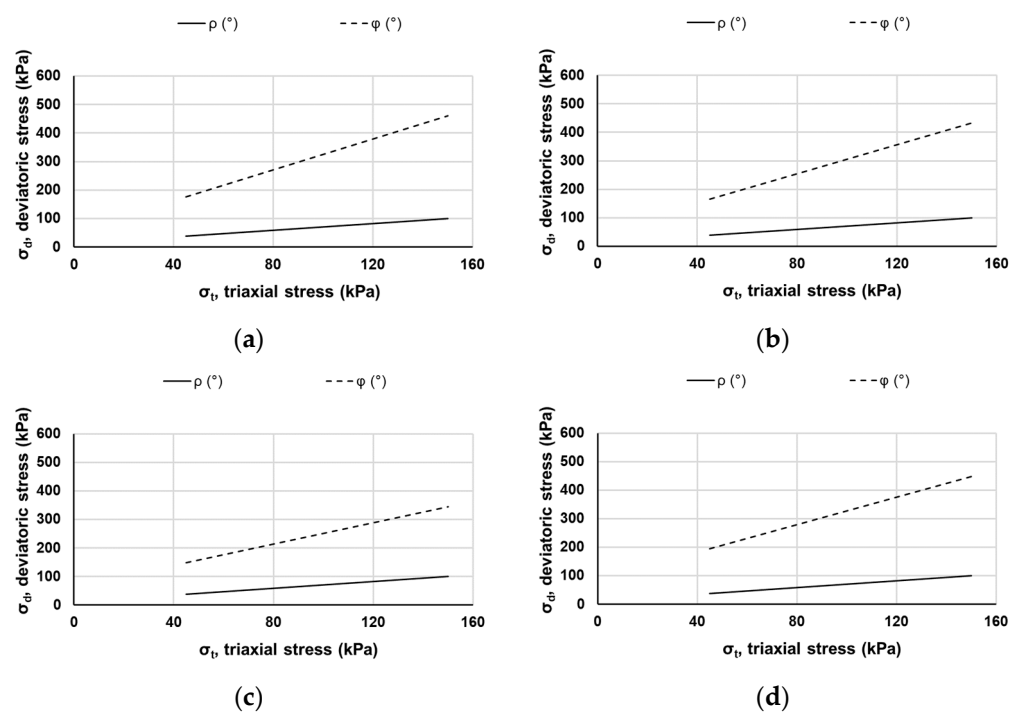 ρ (°) φ (°)
σd, deviatoric stress (kPa)
600
500
400
300
200
100
0
0 40 80 120 160
σt, triaxial stress (kPa)
(a)
ρ (°) φ (°)
σd, deviatoric stress (kPa)
600
500
400
300
200
100
0
0 40 80 120 160
σt, triaxial stress (kPa)
(b)
ρ (°) φ (°)
σd, deviatoric stress (kPa)
600
500
400
300
200
100
0
0 40 80 120 160
σt, triaxial stress (kPa)
(c)
ρ (°) φ (°)
σd, deviatoric stress (kPa)
600
500
400
300
200
100
0
0 40 80 120 160
σt, triaxial stress (kPa)
(d)